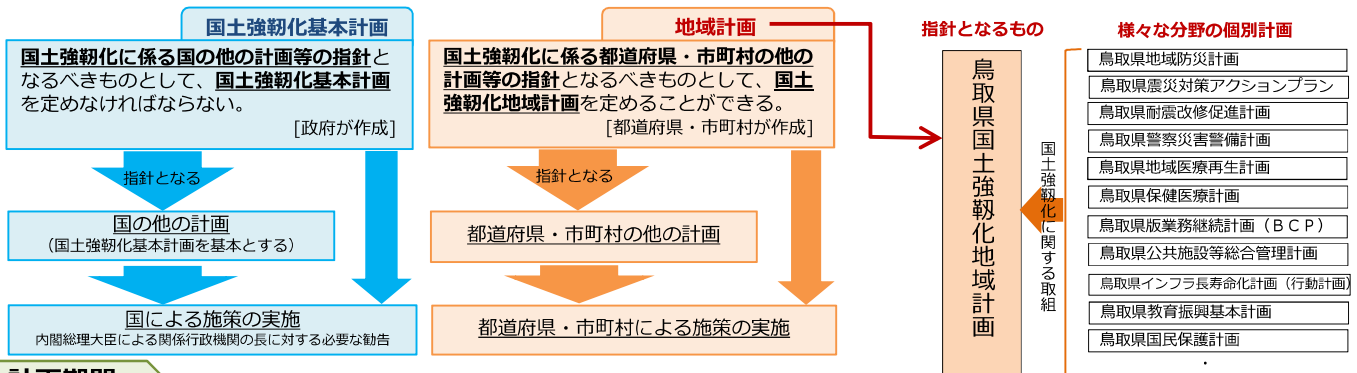 国土強靱化基本計画
国土強靱化に係る国の他の計画等の指針と
なるべきものとして、国土強靱化基本計画
を定めなければならない。
[政府が作成]
指針となる
国の他の計画
(国土強靱化基本計画を基本とする)
国による施策の実施
内閣総理大臣による関係行政機関の長に対する必要な勧告
地域計画
国土強靱化に係る都道府県・市町村の他の
計画等の指針となるべきものとして、国土
強靱化地域計画を定めることができる。
[都道府県・市町村が作成]
指針となる
都道府県・市町村の他の計画
都道府県・市町村による施策の実施
指針となるもの
鳥取県国土強靱化地域計画
国土強靱化に関する取組
様々な分野の個別計画
鳥取県地域防災計画
鳥取県震災対策アクションプラン
鳥取県耐震改修促進計画
鳥取県警察災害警備計画
鳥取県地域医療再生計画
鳥取県保健医療計画
鳥取県版業務継続計画(BCP)
鳥取県公共施設等総合管理計画
鳥取県インフラ長寿命化計画(行動計画)
鳥取県教育振興基本計画
鳥取県国民保護計画
・